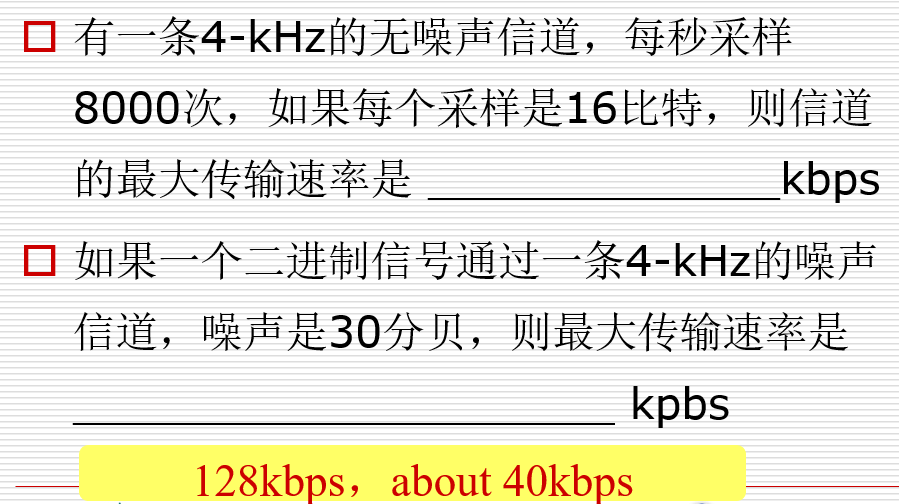 有一条4-kHz的无噪声信道，每秒采样
8000次，如果每个采样是16比特，则信道
的最大传输速率是 ________________kbps
如果一个二进制信号通过一条4-kHz的噪声
信道，噪声是30分贝，则最大传输速率是
________________________ kpbs
128kbps，about 40kbps